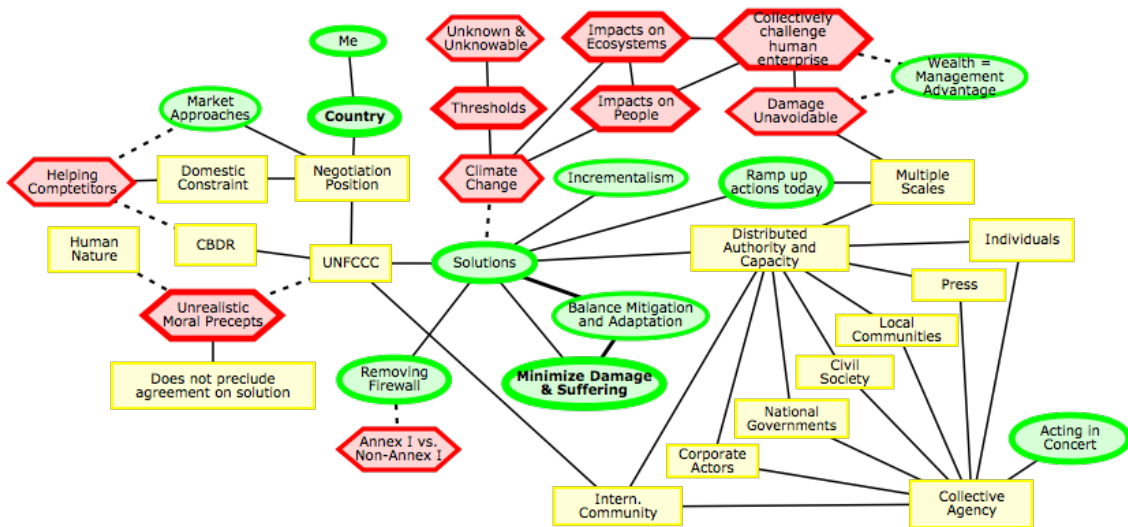 Me
Unknown &
Unknowable
Impacts on
Ecosystems
Collectively
challenge
human
enterprise
Wealth =
Management
Advantage
Market
Approaches
Country
Thresholds
Impacts on
People
Damage
Unavoidable
Helping
Comptetitors
Domestic
Constraint
Negotiation
Position
Climate
Change
Incrementalism
Ramp up
actions today
Multiple
Scales
Human
Nature
CBDR
UNFCCC
Solutions
Distributed
Authority and
Capacity
Individuals
Press
Unrealistic
Moral Precepts
Balance Mitigation
and Adaptation
Local
Communities
Does not preclude
agreement on solution
Removing
Firewall
Minimize Damage
& Suffering
Civil
Society
National
Governments
Acting in
Concert
Annex I vs.
Non-Annex I
Corporate
Actors
Intern.
Community
Collective
Agency